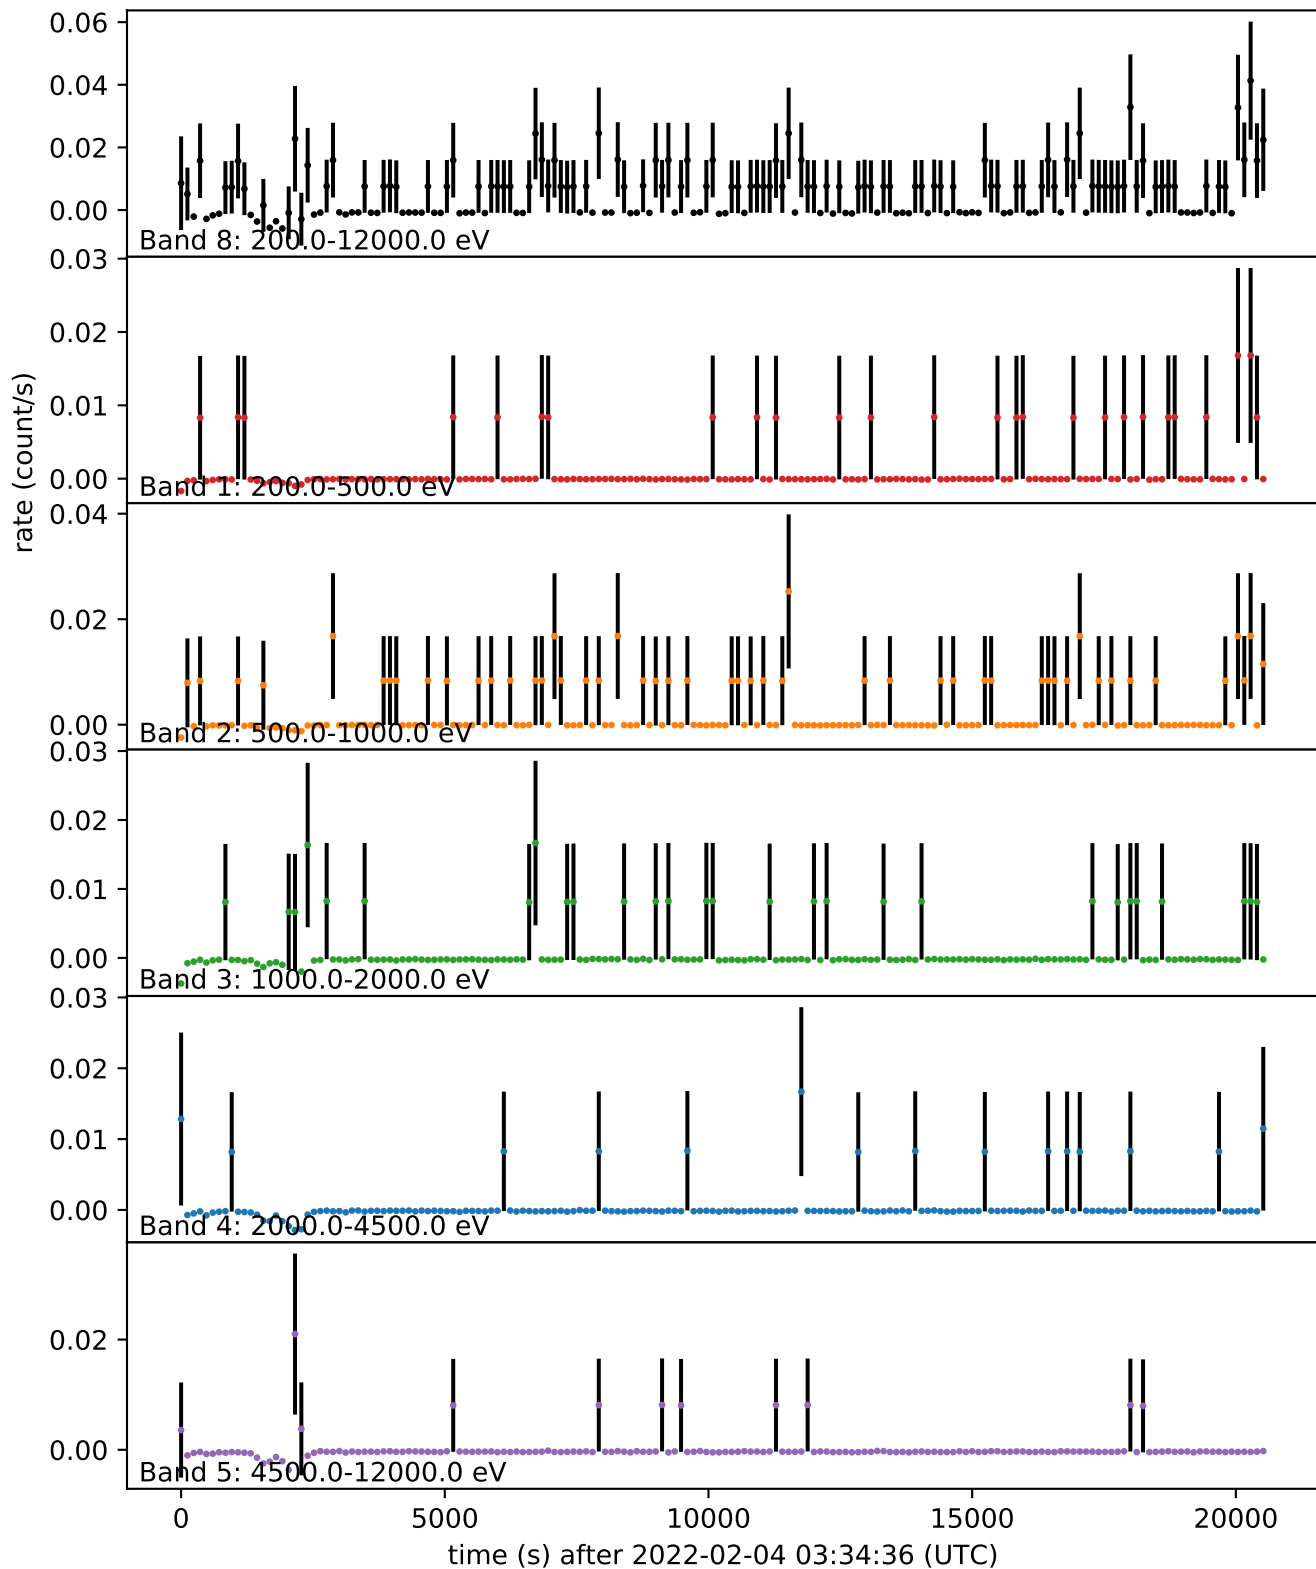 0.06
0.04
0.02
0.00
Band 8: 200.0-12000.0 eV
0.03
0.02
0.01
0.00
Band 1: 200.0-500.0 eV
rate (count/s)
0.04
0.02
0.00
Band 2: 500.0-1000.0 eV
0.03
0.02
0.01
0.00
Band 3: 1000.0-2000.0 eV
0.03
0.02
0.01
0.00
Band 4: 2000.0-4500.0 eV
0.02
0.00
Band 5: 4500.0-12000.0 eV
0 5000 10000 15000 20000
time (s) after 2022-02-04 03:34:36 (UTC)